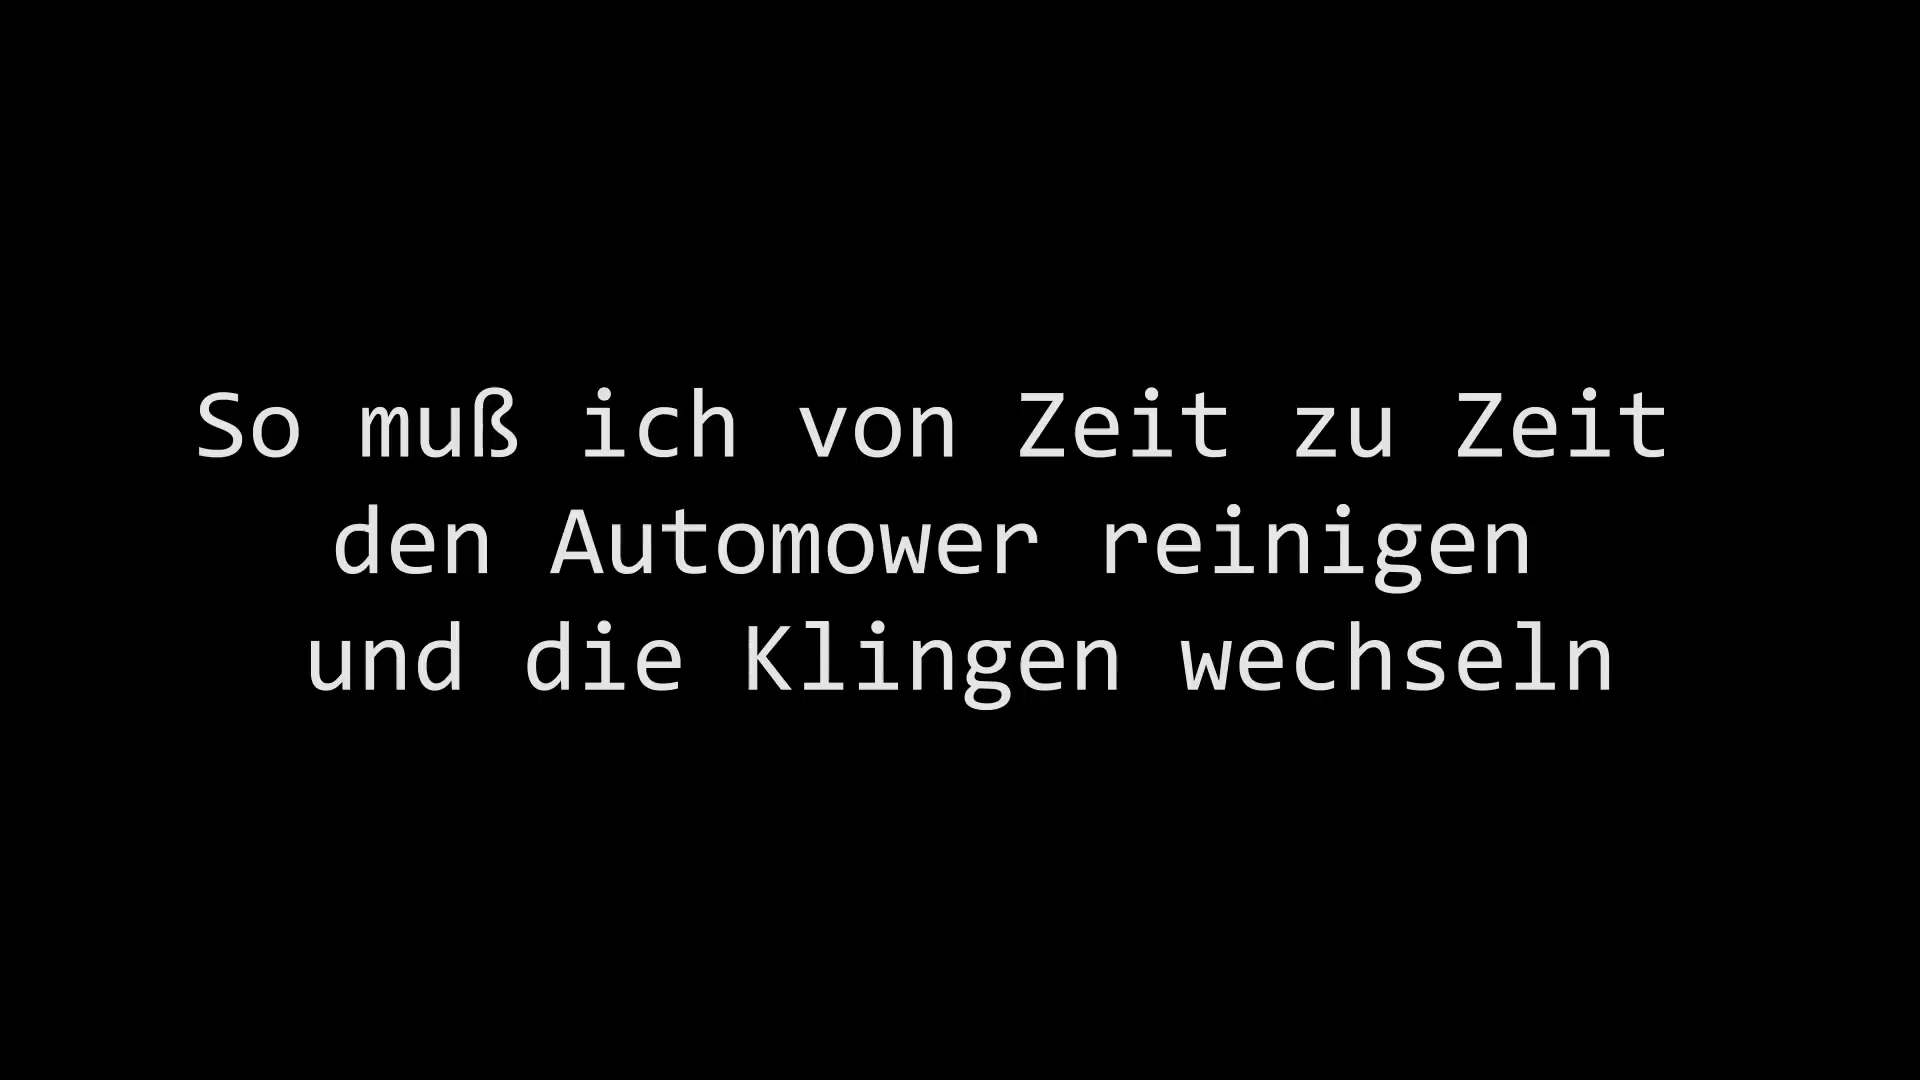 So muß ich von Zeit zu Zeit
den Automower reinigen
und die Klingen wechseln